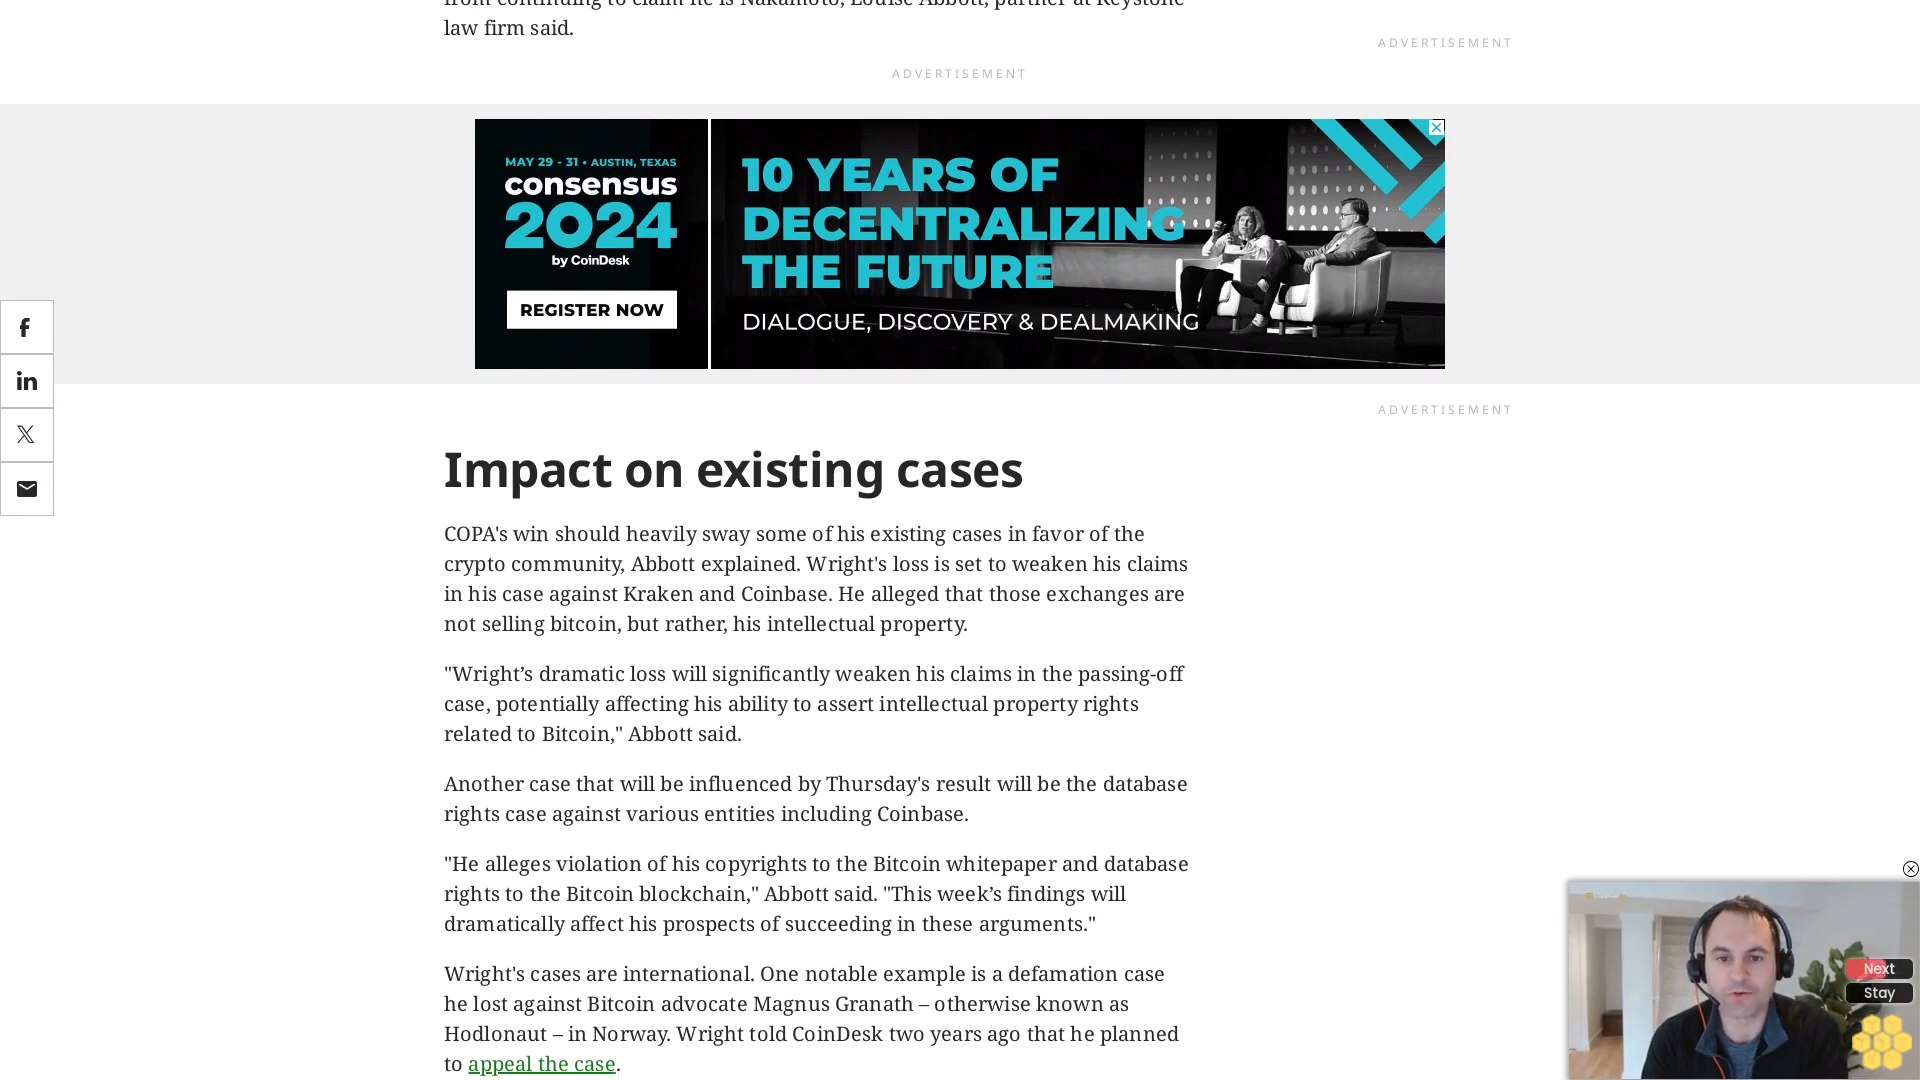 law firm said.
ADVERTISEMENT
ADVERTISEMENT
MAY 29 - 31 • AUSTIN, TEXAS
consensus
2024
by CoinDesk
REGISTER NOW
10 YEARS OF
DECENTRALIZING
THE FUTURE
DIALOGUE, DISCOVERY & DEALMAKING
ADVERTISEMENT
Impact on existing cases
COPA's win should heavily sway some of his existing cases in favor of the
crypto community, Abbott explained. Wright's loss is set to weaken his claims
in his case against Kraken and Coinbase. He alleged that those exchanges are
not selling bitcoin, but rather, his intellectual property.
"Wright’s dramatic loss will significantly weaken his claims in the passing-off
case, potentially affecting his ability to assert intellectual property rights
related to Bitcoin," Abbott said.
Another case that will be influenced by Thursday's result will be the database
rights case against various entities including Coinbase.
"He alleges violation of his copyrights to the Bitcoin whitepaper and database
rights to the Bitcoin blockchain," Abbott said. "This week’s findings will
dramatically affect his prospects of succeeding in these arguments."
Wright's cases are international. One notable example is a defamation case
he lost against Bitcoin advocate Magnus Granath – otherwise known as
Hodlonaut – in Norway. Wright told CoinDesk two years ago that he planned
to appeal the case.
Next
Stay